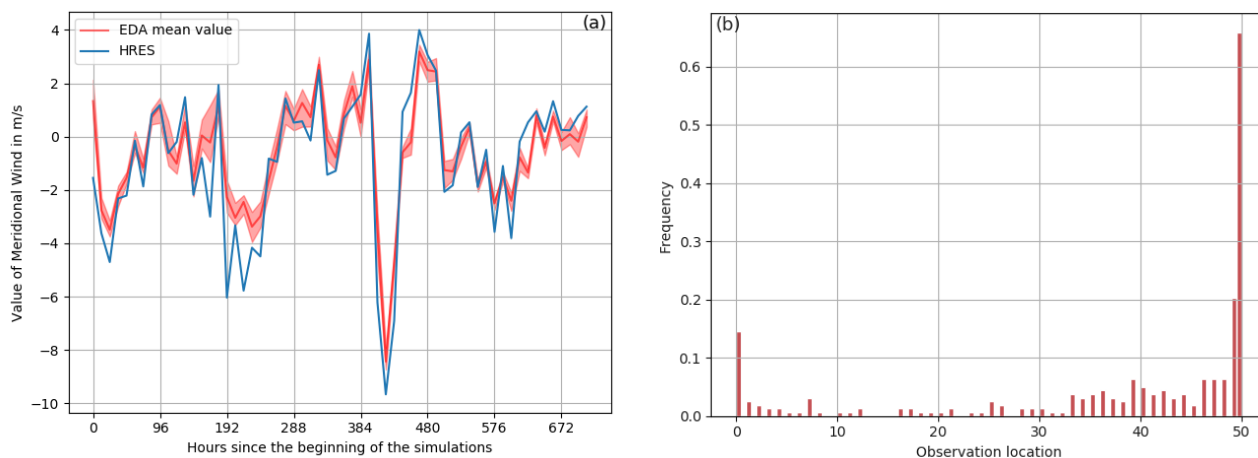 (a)
EDA mean value
HRES
4
2
0
−2
−4
−6
−8
−10
Value of Meridional Wind in m/s
0 96 192 288 384 480 576 672
Hours since the beginning of the simulations
(b)
0.6
0.5
0.4
0.3
0.2
0.1
0.0
Frequency
0 10 20 30 40 50
Observation location